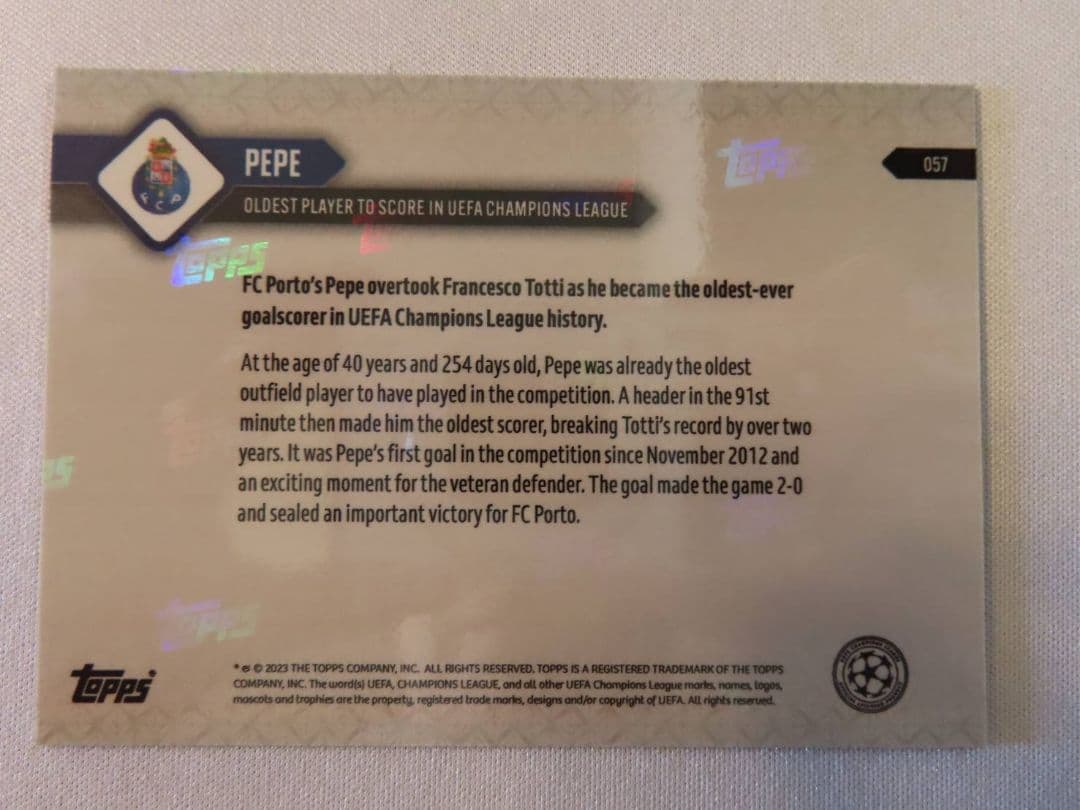 PEPE
057
OLDEST PLAYER TO SCORE IN UEFA CHAMPIONS LEAGUE
FCP
Topps
Topps
FC Porto's Pepe overtook Francesco Totti as he became the oldest-ever
goalscorer in UEFA Champions League history.
At the age of 40 years and 254 days old, Pepe was already the oldest
outfield player to have played in the competition. A header in the 91st
minute then made him the oldest scorer, breaking Totti's record by over two
years. It was Pepe's first goal in the competition since November 2012 and
an exciting moment for the veteran defender. The goal made the game 2-0
and sealed an important victory for FC Porto.
Topps
* © 2023 THE TOPPS COMPANY, INC. ALL RIGHTS RESERVED. TOPPS IS A REGISTERED TRADEMARK OF THE TOPPS
COMPANY, INC. The word(s) UEFA, CHAMPIONS LEAGUE, and all other UEFA Champions League marks, names, logos,
mascots and trophies are the property, registered trade marks, designs and/or copyright of UEFA. All rights reserved.
Topps